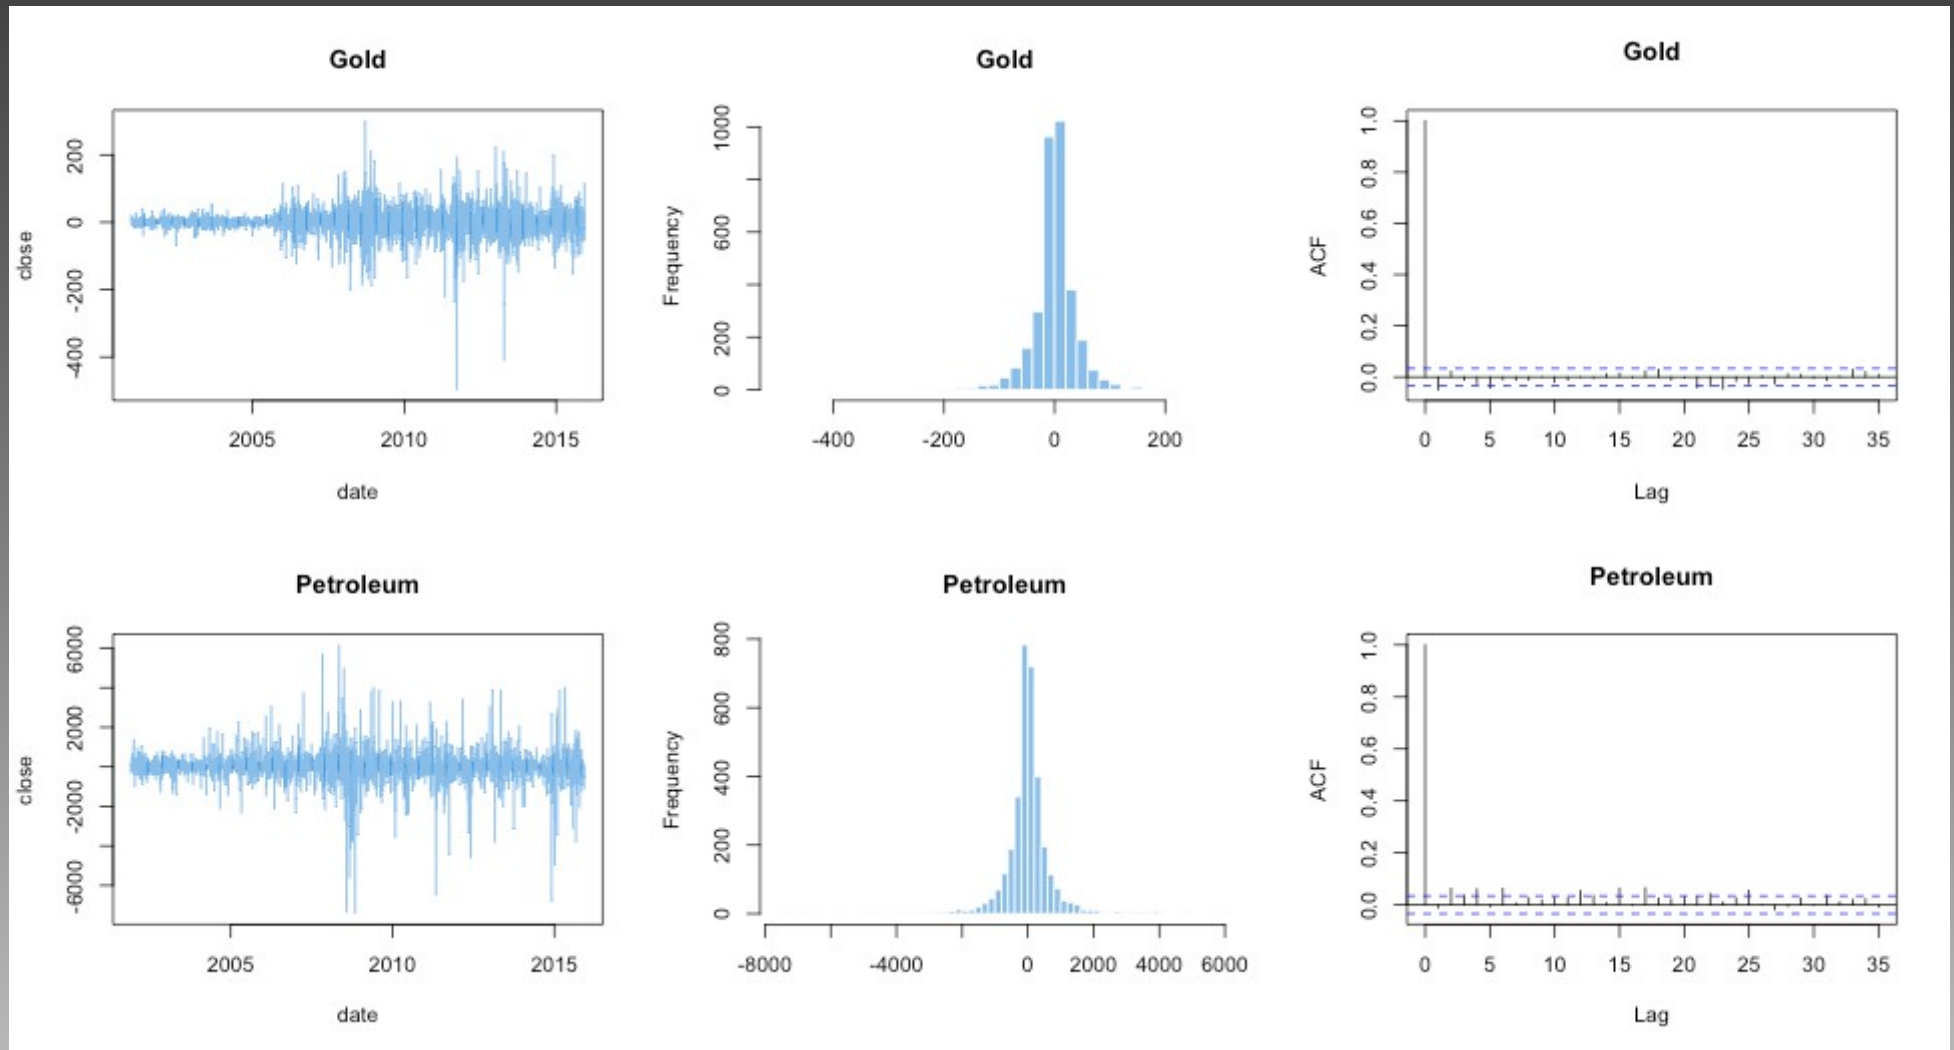 Gold
close
200
0
-200
-400
2005 2010 2015
date
Gold
Frequency
1000
600
200
0
-400 -200 0 200
Gold
ACF
1.0
0.8
0.6
0.4
0.2
0.0
0 5 10 15 20 25 30 35
Lag
Petroleum
close
6000
2000
-2000
-6000
2005 2010 2015
date
Petroleum
Frequency
800
600
400
200
0
-8000 -4000 0 2000 4000 6000
Petroleum
ACF
1.0
0.8
0.6
0.4
0.2
0.0
0 5 10 15 20 25 30 35
Lag